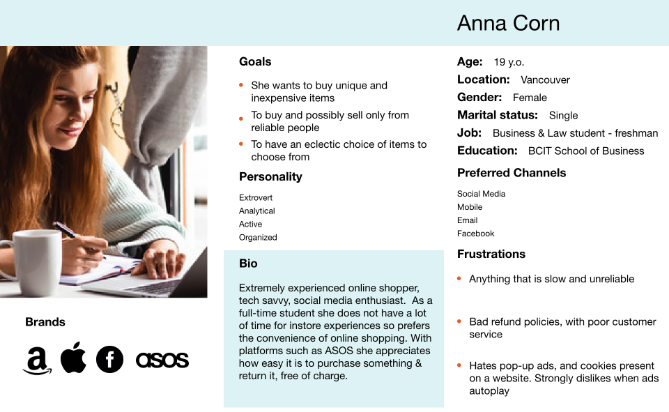 Anna Corn
Goals
She wants to buy unique and
inexpensive items
To buy and possibly sell only from
reliable people
To have an eclectic choice of items to
choose from
Personality
Extrovert
Analytical
Active
Organized
Bio
Extremely experienced online shopper,
tech savvy, social media enthusiast. As a
full-time student she does not have a lot
of time for instore experiences so prefers
the convenience of online shopping. With
platforms such as ASOS she appreciates
how easy it is to purchase something &
return it, free of charge.
Age: 19 y.o.
Location: Vancouver
Gender: Female
Marital status: Single
Job: Business & Law student - freshman
Education: BCIT School of Business
Preferred Channels
Social Media
Mobile
Email
Facebook
Frustrations
Anything that is slow and unreliable
Bad refund policies, with poor customer
service
Hates pop-up ads, and cookies present
on a website. Strongly dislikes when ads
autoplay
Brands
a
f
asos